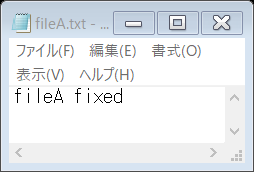 fileA.txt - ...
ファイル(F) 編集(E) 書式(O)
表示(V) ヘルプ(H)
fileA fixed